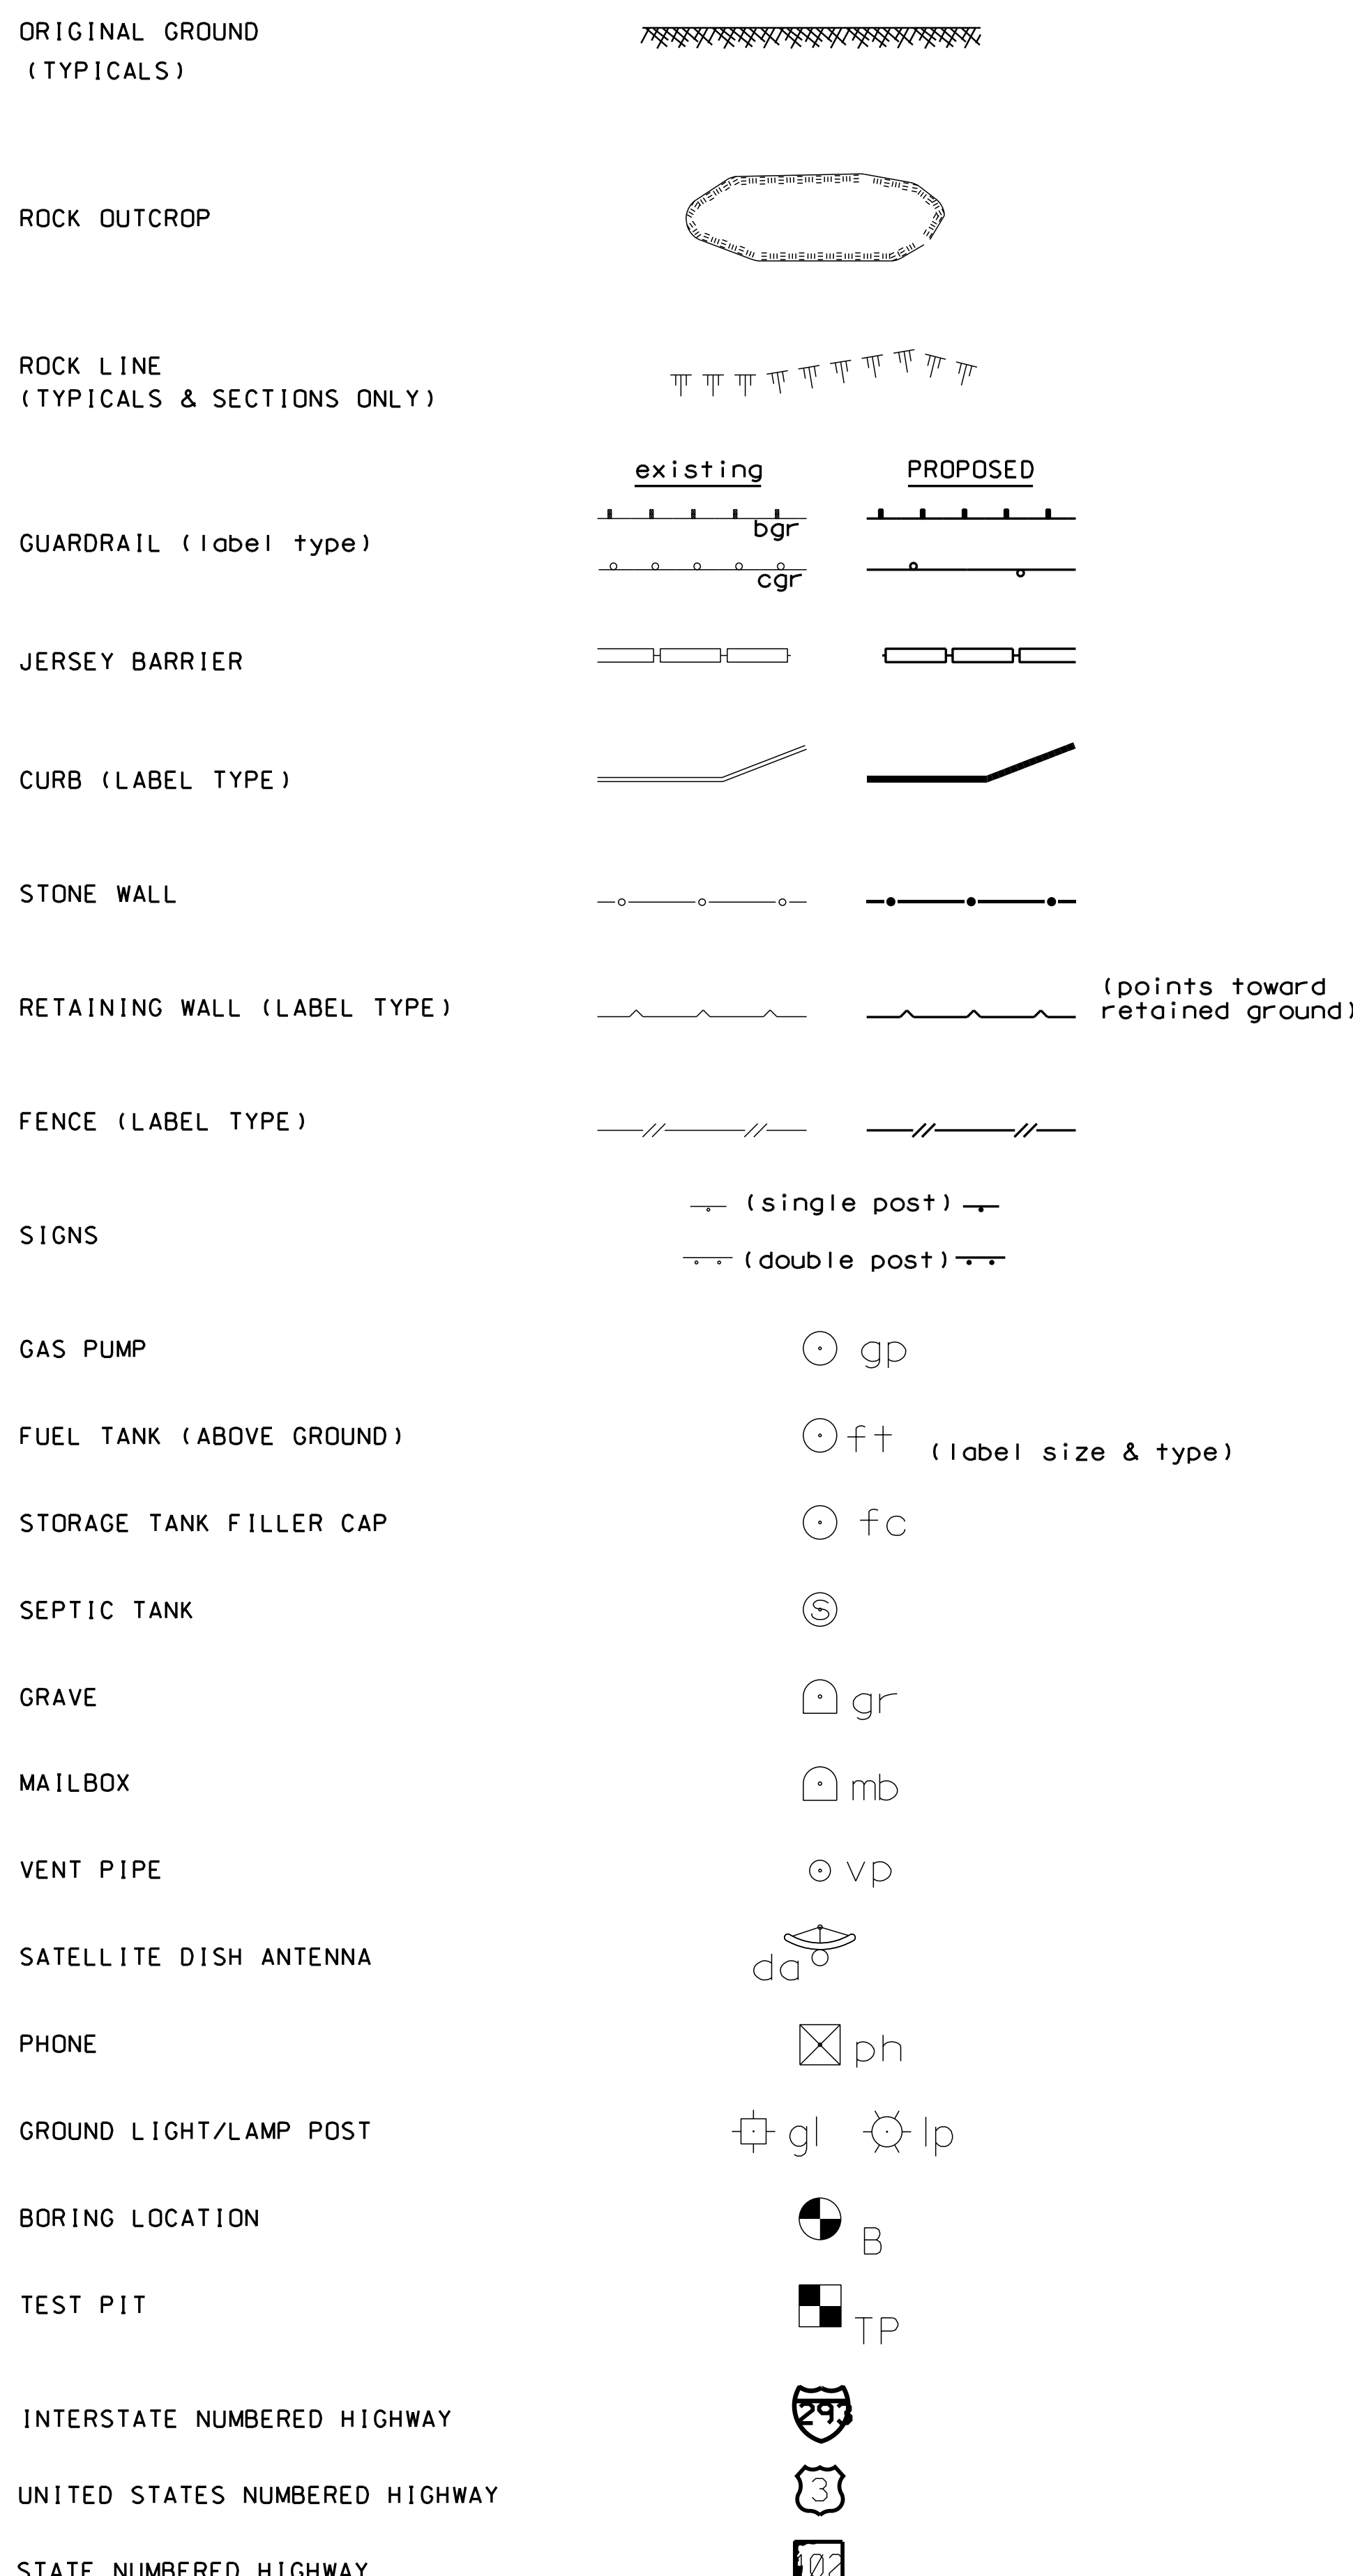 ORIGINAL GROUND
(TYPICALS)
ROCK OUTCROP
ROCK LINE
(TYPICALS & SECTIONS ONLY)
existing PROPOSED
GUARDRAIL (label type)
bgr
cgr
JERSEY BARRIER
CURB (LABEL TYPE)
STONE WALL
RETAINING WALL (LABEL TYPE)
(points toward
retained ground)
FENCE (LABEL TYPE)
SIGNS
(single post)
(double post)
GAS PUMP gp
FUEL TANK (ABOVE GROUND) ft
(label size & type)
STORAGE TANK FILLER CAP fc
SEPTIC TANK S
GRAVE gr
MAILBOX mb
VENT PIPE vp
SATELLITE DISH ANTENNA da
PHONE ph
GROUND LIGHT/LAMP POST gl lp
BORING LOCATION B
TEST PIT TP
INTERSTATE NUMBERED HIGHWAY 293
UNITED STATES NUMBERED HIGHWAY 3
STATE NUMBERED HIGHWAY 102